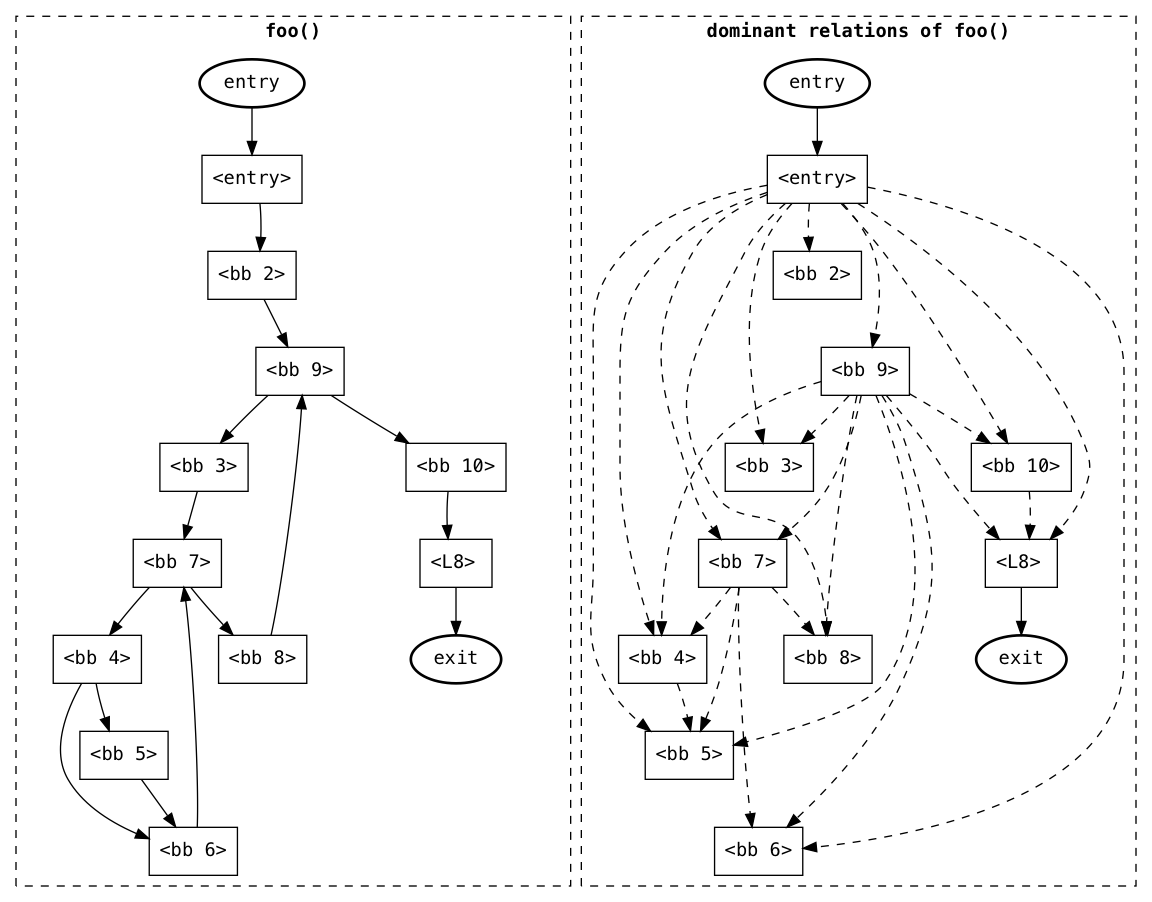 foo()
entry
<entry>
<bb 2>
<bb 9>
<bb 3>
<bb 10>
<bb 7>
<L8>
<bb 4>
<bb 8>
exit
<bb 5>
<bb 6>
dominant relations of foo()
entry
<entry>
<bb 2>
<bb 9>
<bb 3>
<bb 10>
<bb 7>
<L8>
<bb 4>
<bb 8>
exit
<bb 5>
<bb 6>